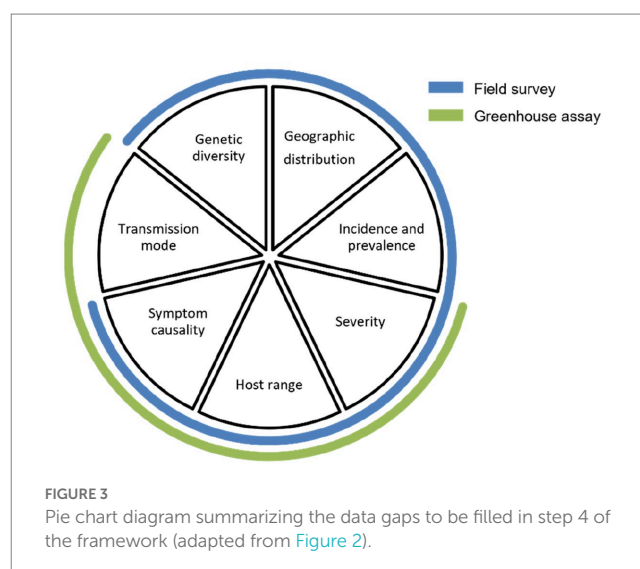 Field survey
Greenhouse assay
Genetic
diversity
Geographic
distribution
Transmission
mode
Incidence and
prevalence
Symptom
causality
Severity
Host range
FIGURE 3
Pie chart diagram summarizing the data gaps to be filled in step 4 of
the framework (adapted from Figure 2).